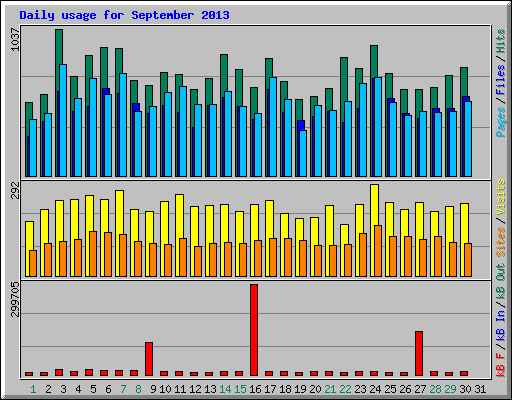 Daily usage for September 2013
1037
Pages / Files / Hits
292
Sites / Visits
299705
kB F / kB In / kB Out
1 2 3 4 5 6 7 8 9 10 11 12 13 14 15 16 17 18 19 20 21 22 23 24 25 26 27 28 29 30 31